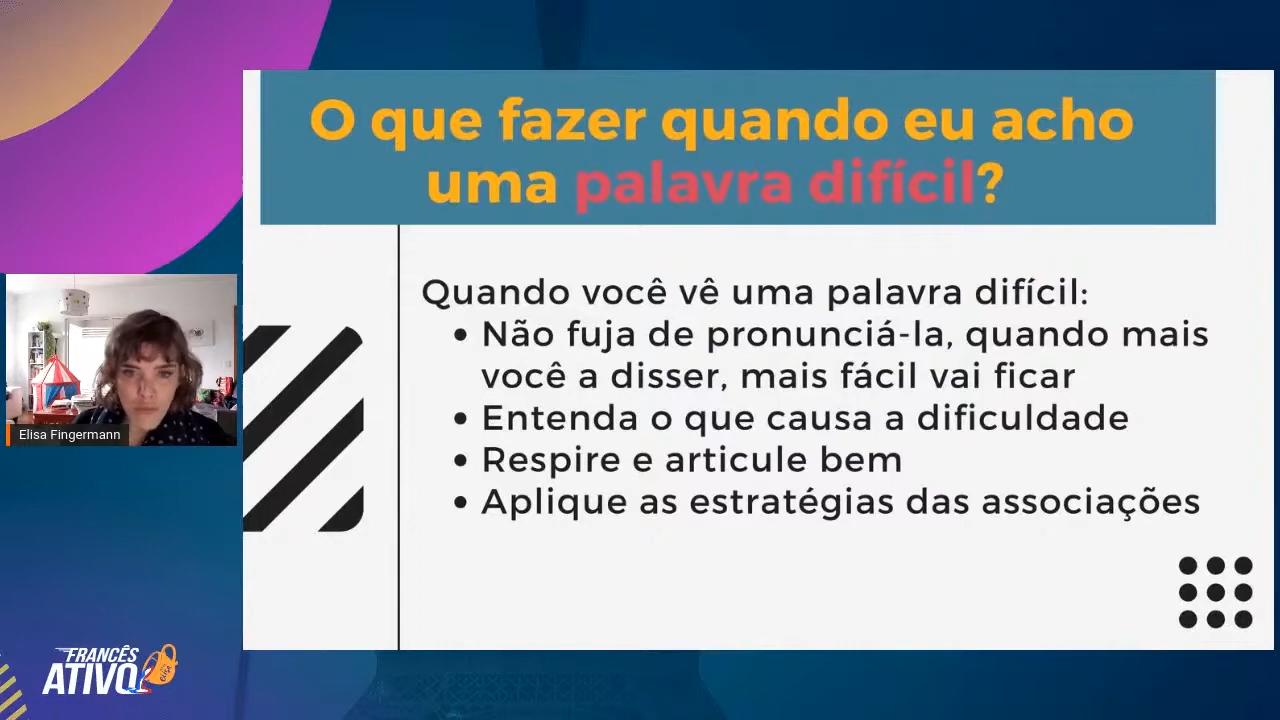 O que fazer quando eu acho
uma palavra difícil?
Quando você vê uma palavra difícil:
• Não fuja de pronunciá-la, quando mais
você a disser, mais fácil vai ficar
• Entenda o que causa a dificuldade
• Respire e articule bem
• Aplique as estratégias das associações
Elisa Fingermann
FRANCÊS
ATIVO